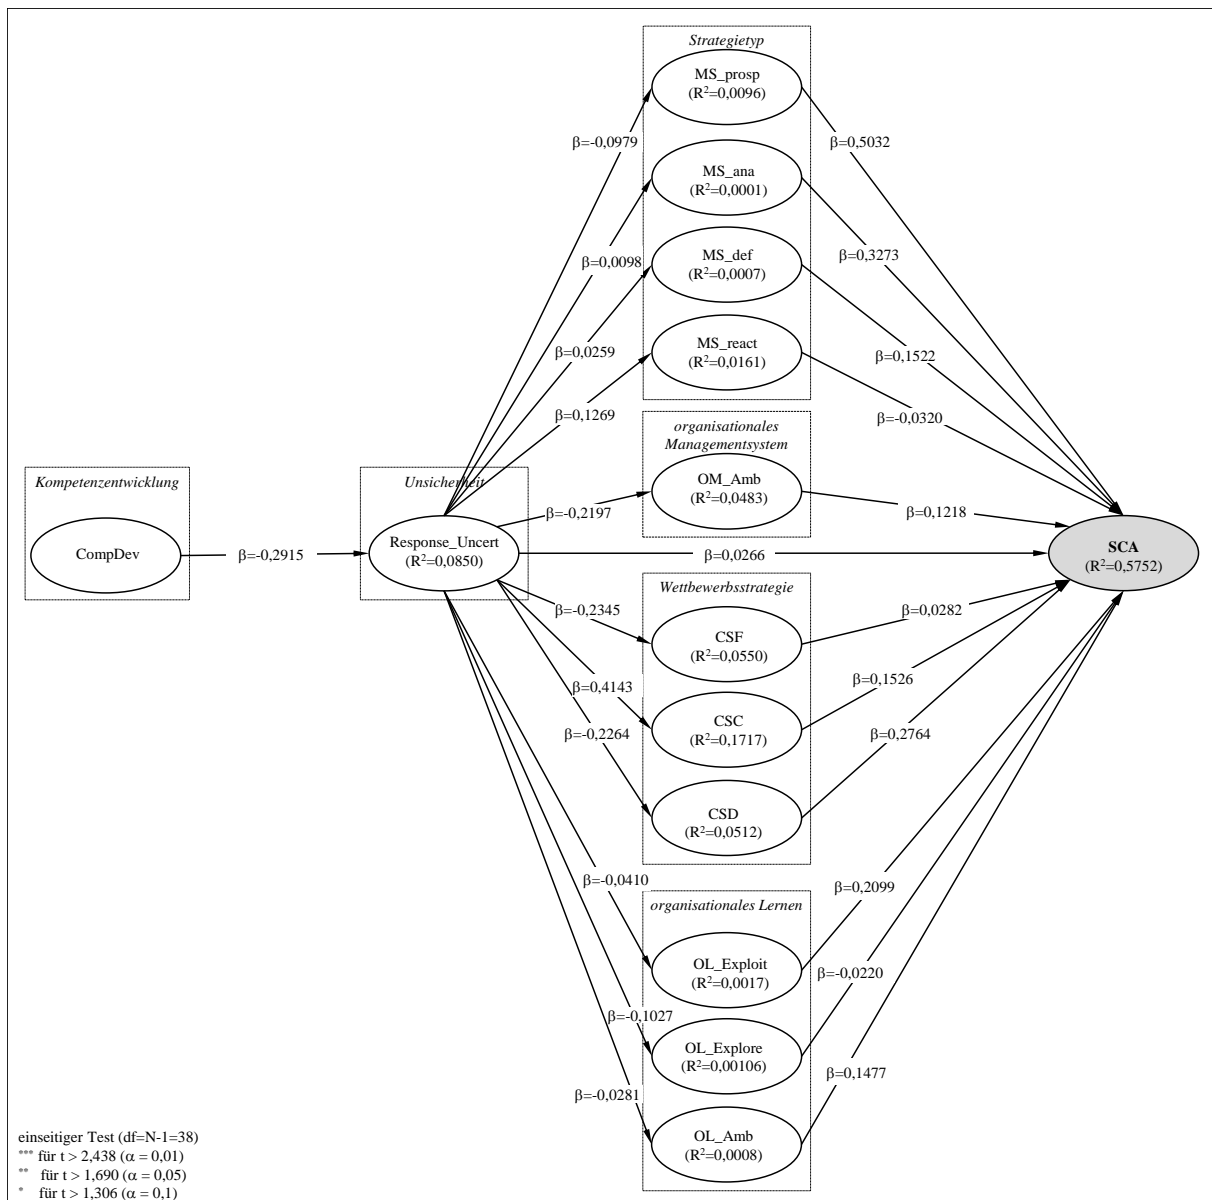 Strategietyp
MS_prosp
(R²=0,0096)
β=-0,0979
β=0,5032
MS_ana
(R²=0,0001)
β=0,0098
β=0,3273
MS_def
(R²=0,0007)
β=0,0259
β=0,1522
MS_react
(R²=0,0161)
β=0,1269
β=-0,0320
organisationales
Managementsystem
OM_Amb
(R²=0,0483)
β=-0,2197
β=0,1218
Kompetenzentwicklung
CompDev
β=-0,2915
Unsicherheit
Response_Uncert
(R²=0,0850)
β=0,0266
SCA
(R²=0,5752)
Wettbewerbsstrategie
β=-0,2345
CSF
(R²=0,0550)
β=0,0282
β=0,4143
CSC
(R²=0,1717)
β=0,1526
β=-0,2264
CSD
(R²=0,0512)
β=0,2764
organisationales Lernen
β=-0,0410
OL_Exploit
(R²=0,0017)
β=0,2099
β=-0,1027
OL_Explore
(R²=0,00106)
β=-0,0220
β=-0,0281
OL_Amb
(R²=0,0008)
β=0,1477
einseitiger Test (df=N-1=38)
*** für t > 2,438 (α = 0,01)
** für t > 1,690 (α = 0,05)
* für t > 1,306 (α = 0,1)